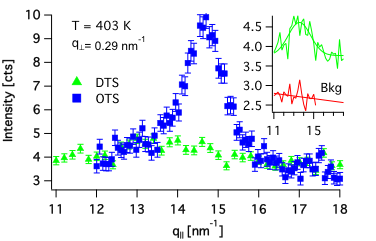 T = 403 K
q⊥= 0.29 nm⁻¹
DTS
OTS
Intensity [cts]
10
9
8
7
6
5
4
3
11 12 13 14 15 16 17 18
q|| [nm⁻¹]
4.5
4.0
3.5
3.0
2.5
Bkg
11 15